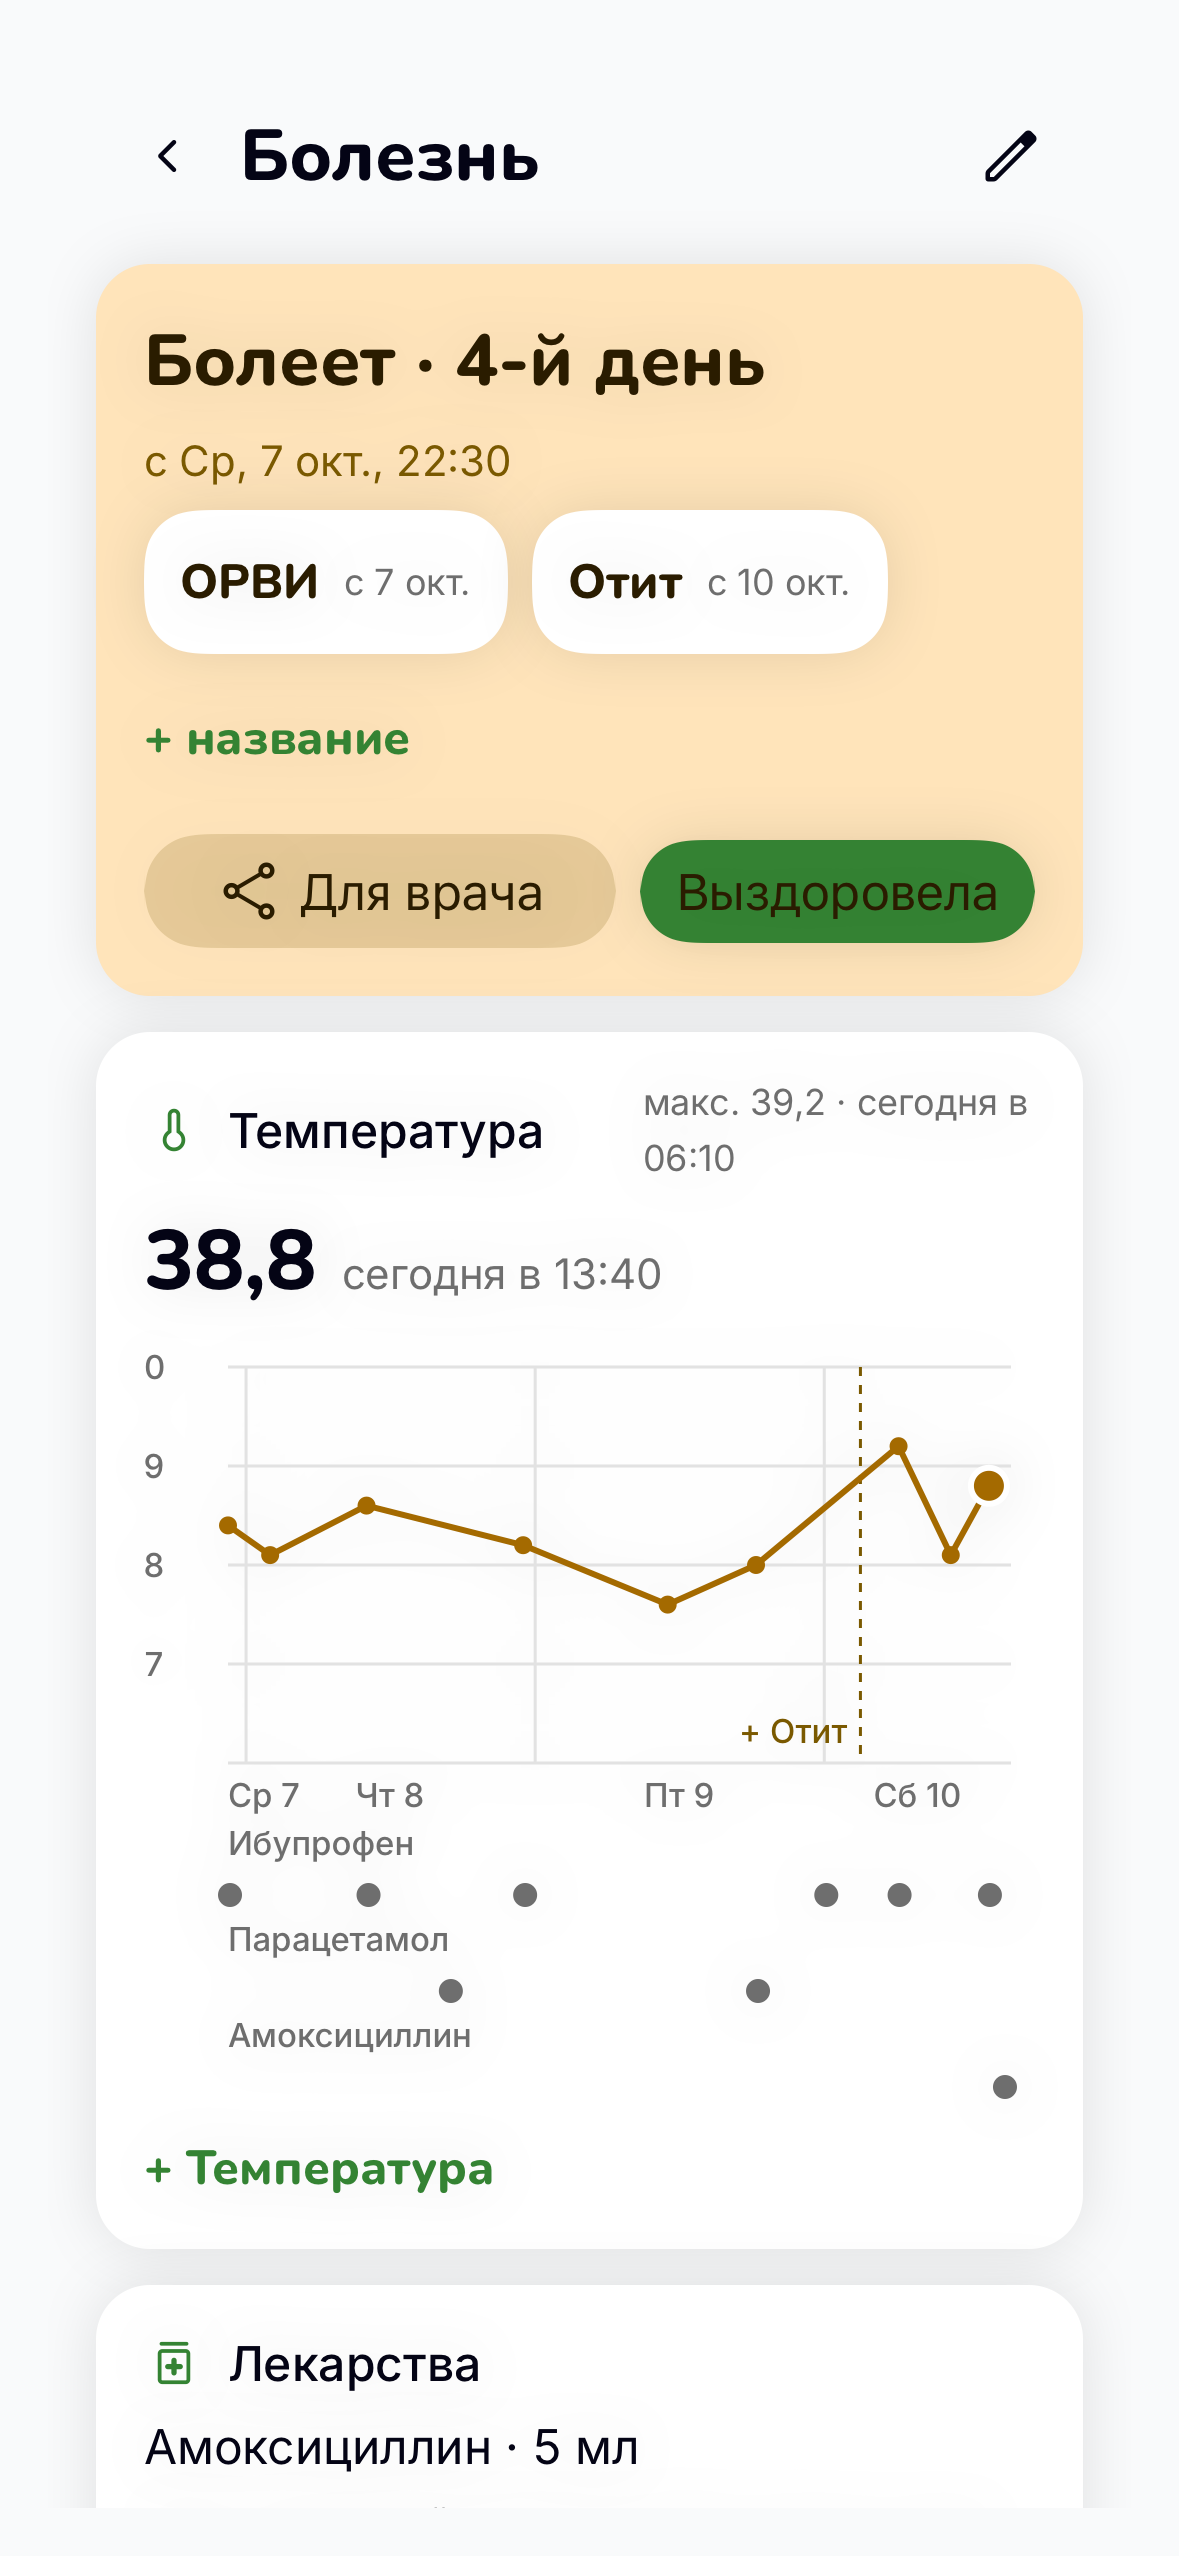 Болезнь
Болеет · 4-й день
с Ср, 7 окт., 22:30
ОРВИ с 7 окт.
Отит с 10 окт.
+ название
Для врача
Выздоровела
Температура
макс. 39,2 · сегодня в
06:10
38,8 сегодня в 13:40
0
9
8
7
+ Отит
Ср 7 Чт 8 Пт 9 Сб 10
Ибупрофен
Парацетамол
Амоксициллин
+ Температура
Лекарства
Амоксициллин · 5 мл